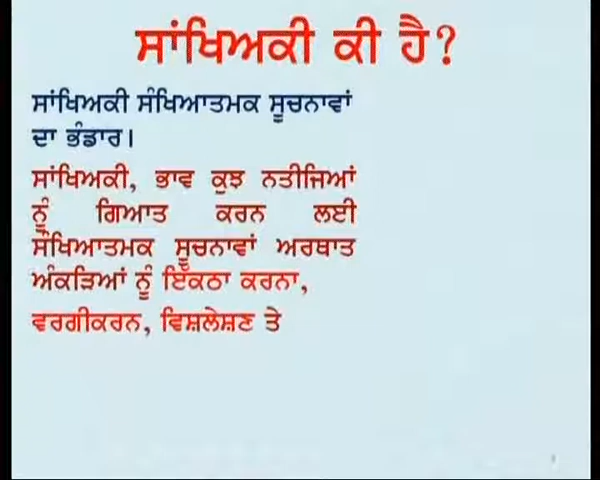 ਸਾਂਖਿਅਕੀ ਕੀ ਹੈ?
ਸਾਂਖਿਅਕੀ ਸੰਖਿਆਤਮਕ ਸੂਚਨਾਵਾਂ
ਦਾ ਭੰਡਾਰ।
ਸਾਂਖਿਅਕੀ, ਭਾਵ ਕੁਝ ਨਤੀਜਿਆਂ
ਨੂੰ ਗਿਆਤ ਕਰਨ ਲਈ
ਸੰਖਿਆਤਮਕ ਸੂਚਨਾਵਾਂ ਅਰਥਾਤ
ਅੰਕੜਿਆਂ ਨੂੰ ਇੱਕਠਾ ਕਰਨਾ,
ਵਰਗੀਕਰਨ, ਵਿਸ਼ਲੇਸ਼ਣ ਤੇ